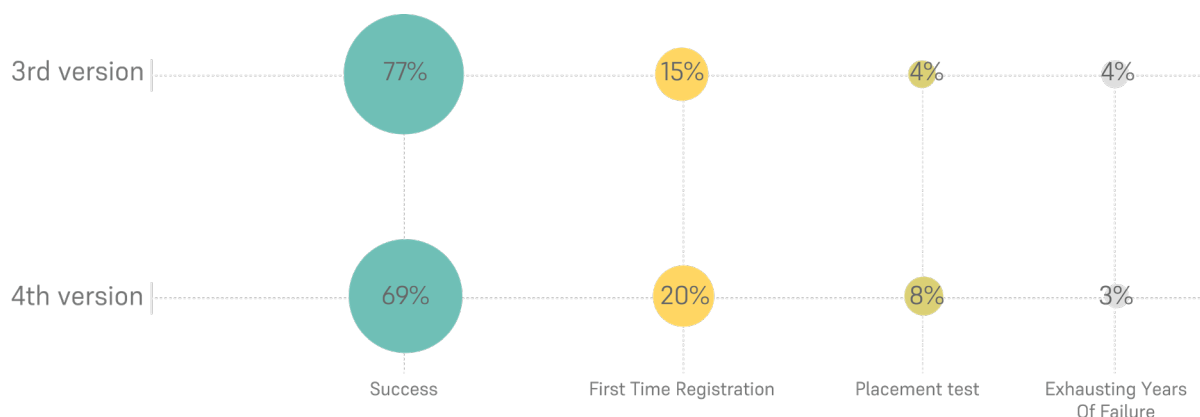 3rd version
77%
15%
4%
4%
4th version
69%
20%
8%
3%
Success
First Time Registration
Placement test
Exhausting Years
Of Failure